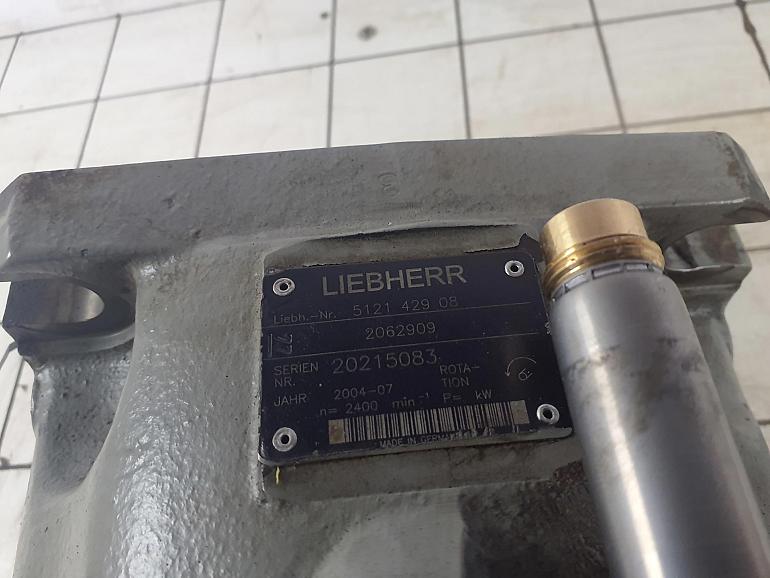 LIEBHERR
Liebh.-Nr. 5121 429 08
2062909
SERIEN NR. 20215083
JAHR 2004-07 ROTA-TION
n= 2400 min⁻¹ P= kW
MADE IN GERMANY